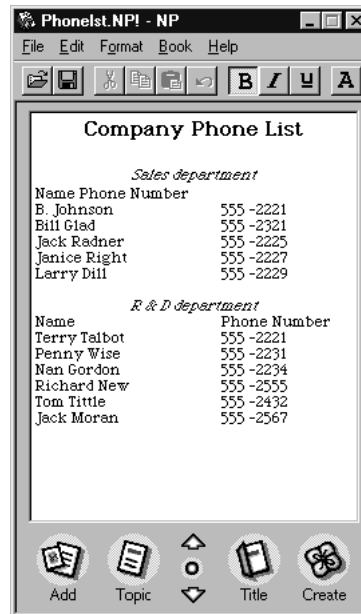 Phonelst.NP! - NP
File Edit Format Book Help
B I U A
Company Phone List
Sales department
Name Phone Number
B. Johnson 555 -2221
Bill Glad 555 -2321
Jack Radner 555 -2225
Janice Right 555 -2227
Larry Dill 555 -2229
R & D department
Name Phone Number
Terry Talbot 555 -2221
Penny Wise 555 -2231
Nan Gordon 555 -2234
Richard New 555 -2555
Tom Tittle 555 -2432
Jack Moran 555 -2567
Add Topic Title Create